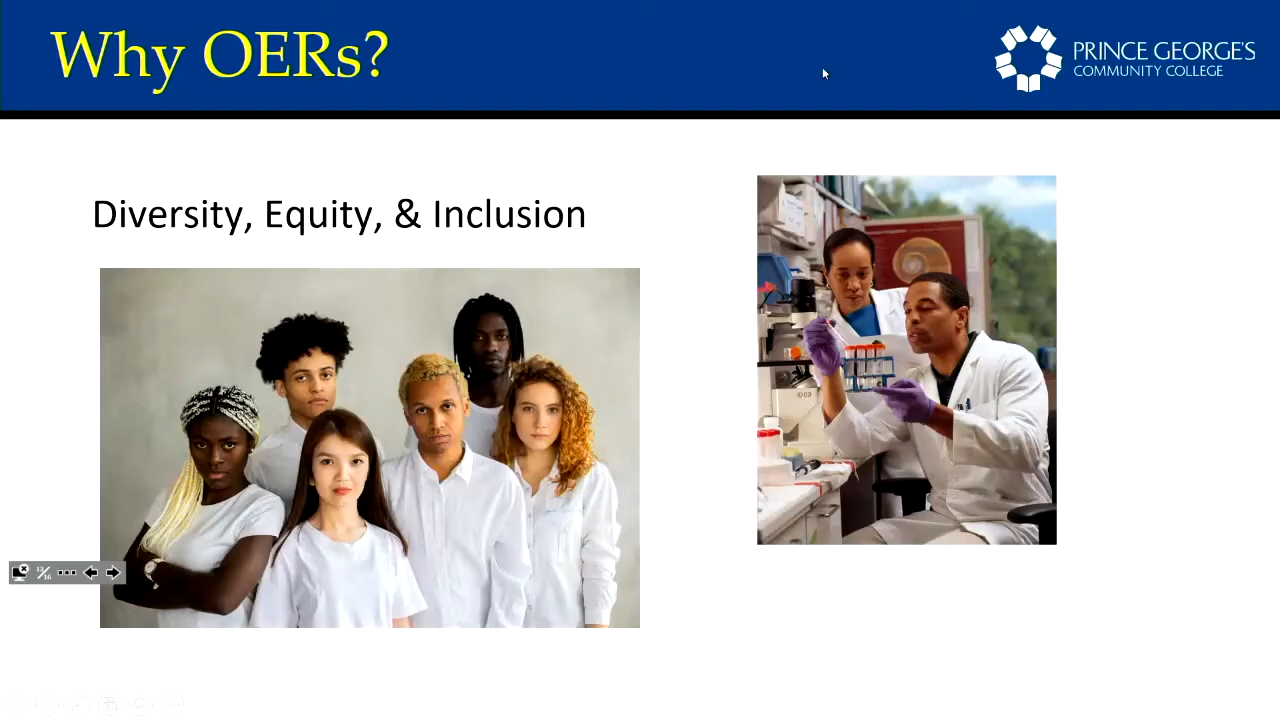 Why OERs?
PRINCE GEORGE'S
COMMUNITY COLLEGE
Diversity, Equity, & Inclusion